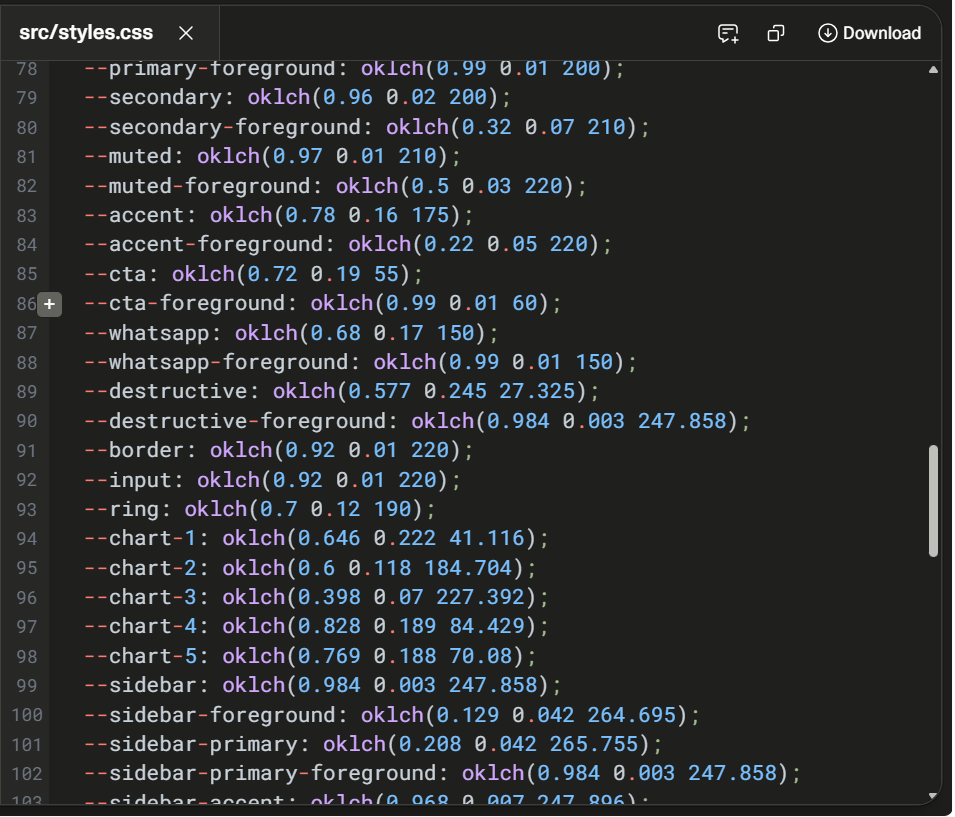 src/styles.css
Download
78 --primary-foreground: oklch(0.99 0.01 200);
79 --secondary: oklch(0.96 0.02 200);
80 --secondary-foreground: oklch(0.32 0.07 210);
81 --muted: oklch(0.97 0.01 210);
82 --muted-foreground: oklch(0.5 0.03 220);
83 --accent: oklch(0.78 0.16 175);
84 --accent-foreground: oklch(0.22 0.05 220);
85 --cta: oklch(0.72 0.19 55);
86 + --cta-foreground: oklch(0.99 0.01 60);
87 --whatsapp: oklch(0.68 0.17 150);
88 --whatsapp-foreground: oklch(0.99 0.01 150);
89 --destructive: oklch(0.577 0.245 27.325);
90 --destructive-foreground: oklch(0.984 0.003 247.858);
91 --border: oklch(0.92 0.01 220);
92 --input: oklch(0.92 0.01 220);
93 --ring: oklch(0.7 0.12 190);
94 --chart-1: oklch(0.646 0.222 41.116);
95 --chart-2: oklch(0.6 0.118 184.704);
96 --chart-3: oklch(0.398 0.07 227.392);
97 --chart-4: oklch(0.828 0.189 84.429);
98 --chart-5: oklch(0.769 0.188 70.08);
99 --sidebar: oklch(0.984 0.003 247.858);
100 --sidebar-foreground: oklch(0.129 0.042 264.695);
101 --sidebar-primary: oklch(0.208 0.042 265.755);
102 --sidebar-primary-foreground: oklch(0.984 0.003 247.858);
103 --sidebar-accent: oklch(0.968 0.007 247.896);